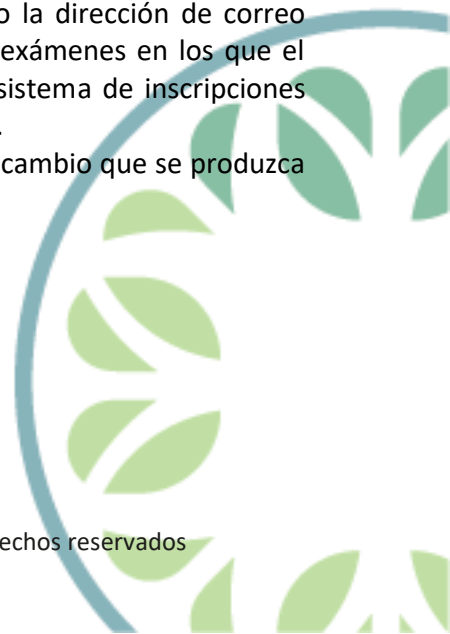 o la dirección de correo
exámenes en los que el
sistema de inscripciones
.
cambio que se produzca
echos reservados